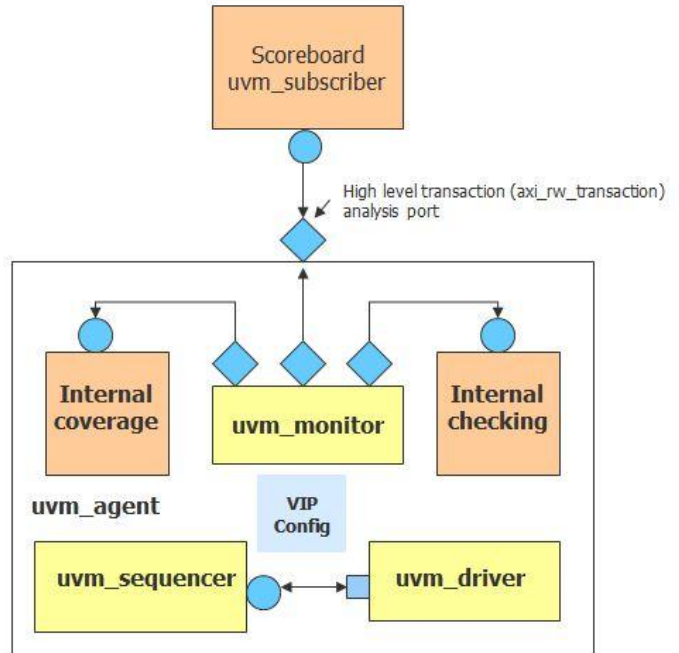 Scoreboard
uvm_subscriber
High level transaction (axi_rw_transaction)
analysis port
Internal
coverage
uvm_monitor
Internal
checking
uvm_agent
VIP
Config
uvm_sequencer
uvm_driver